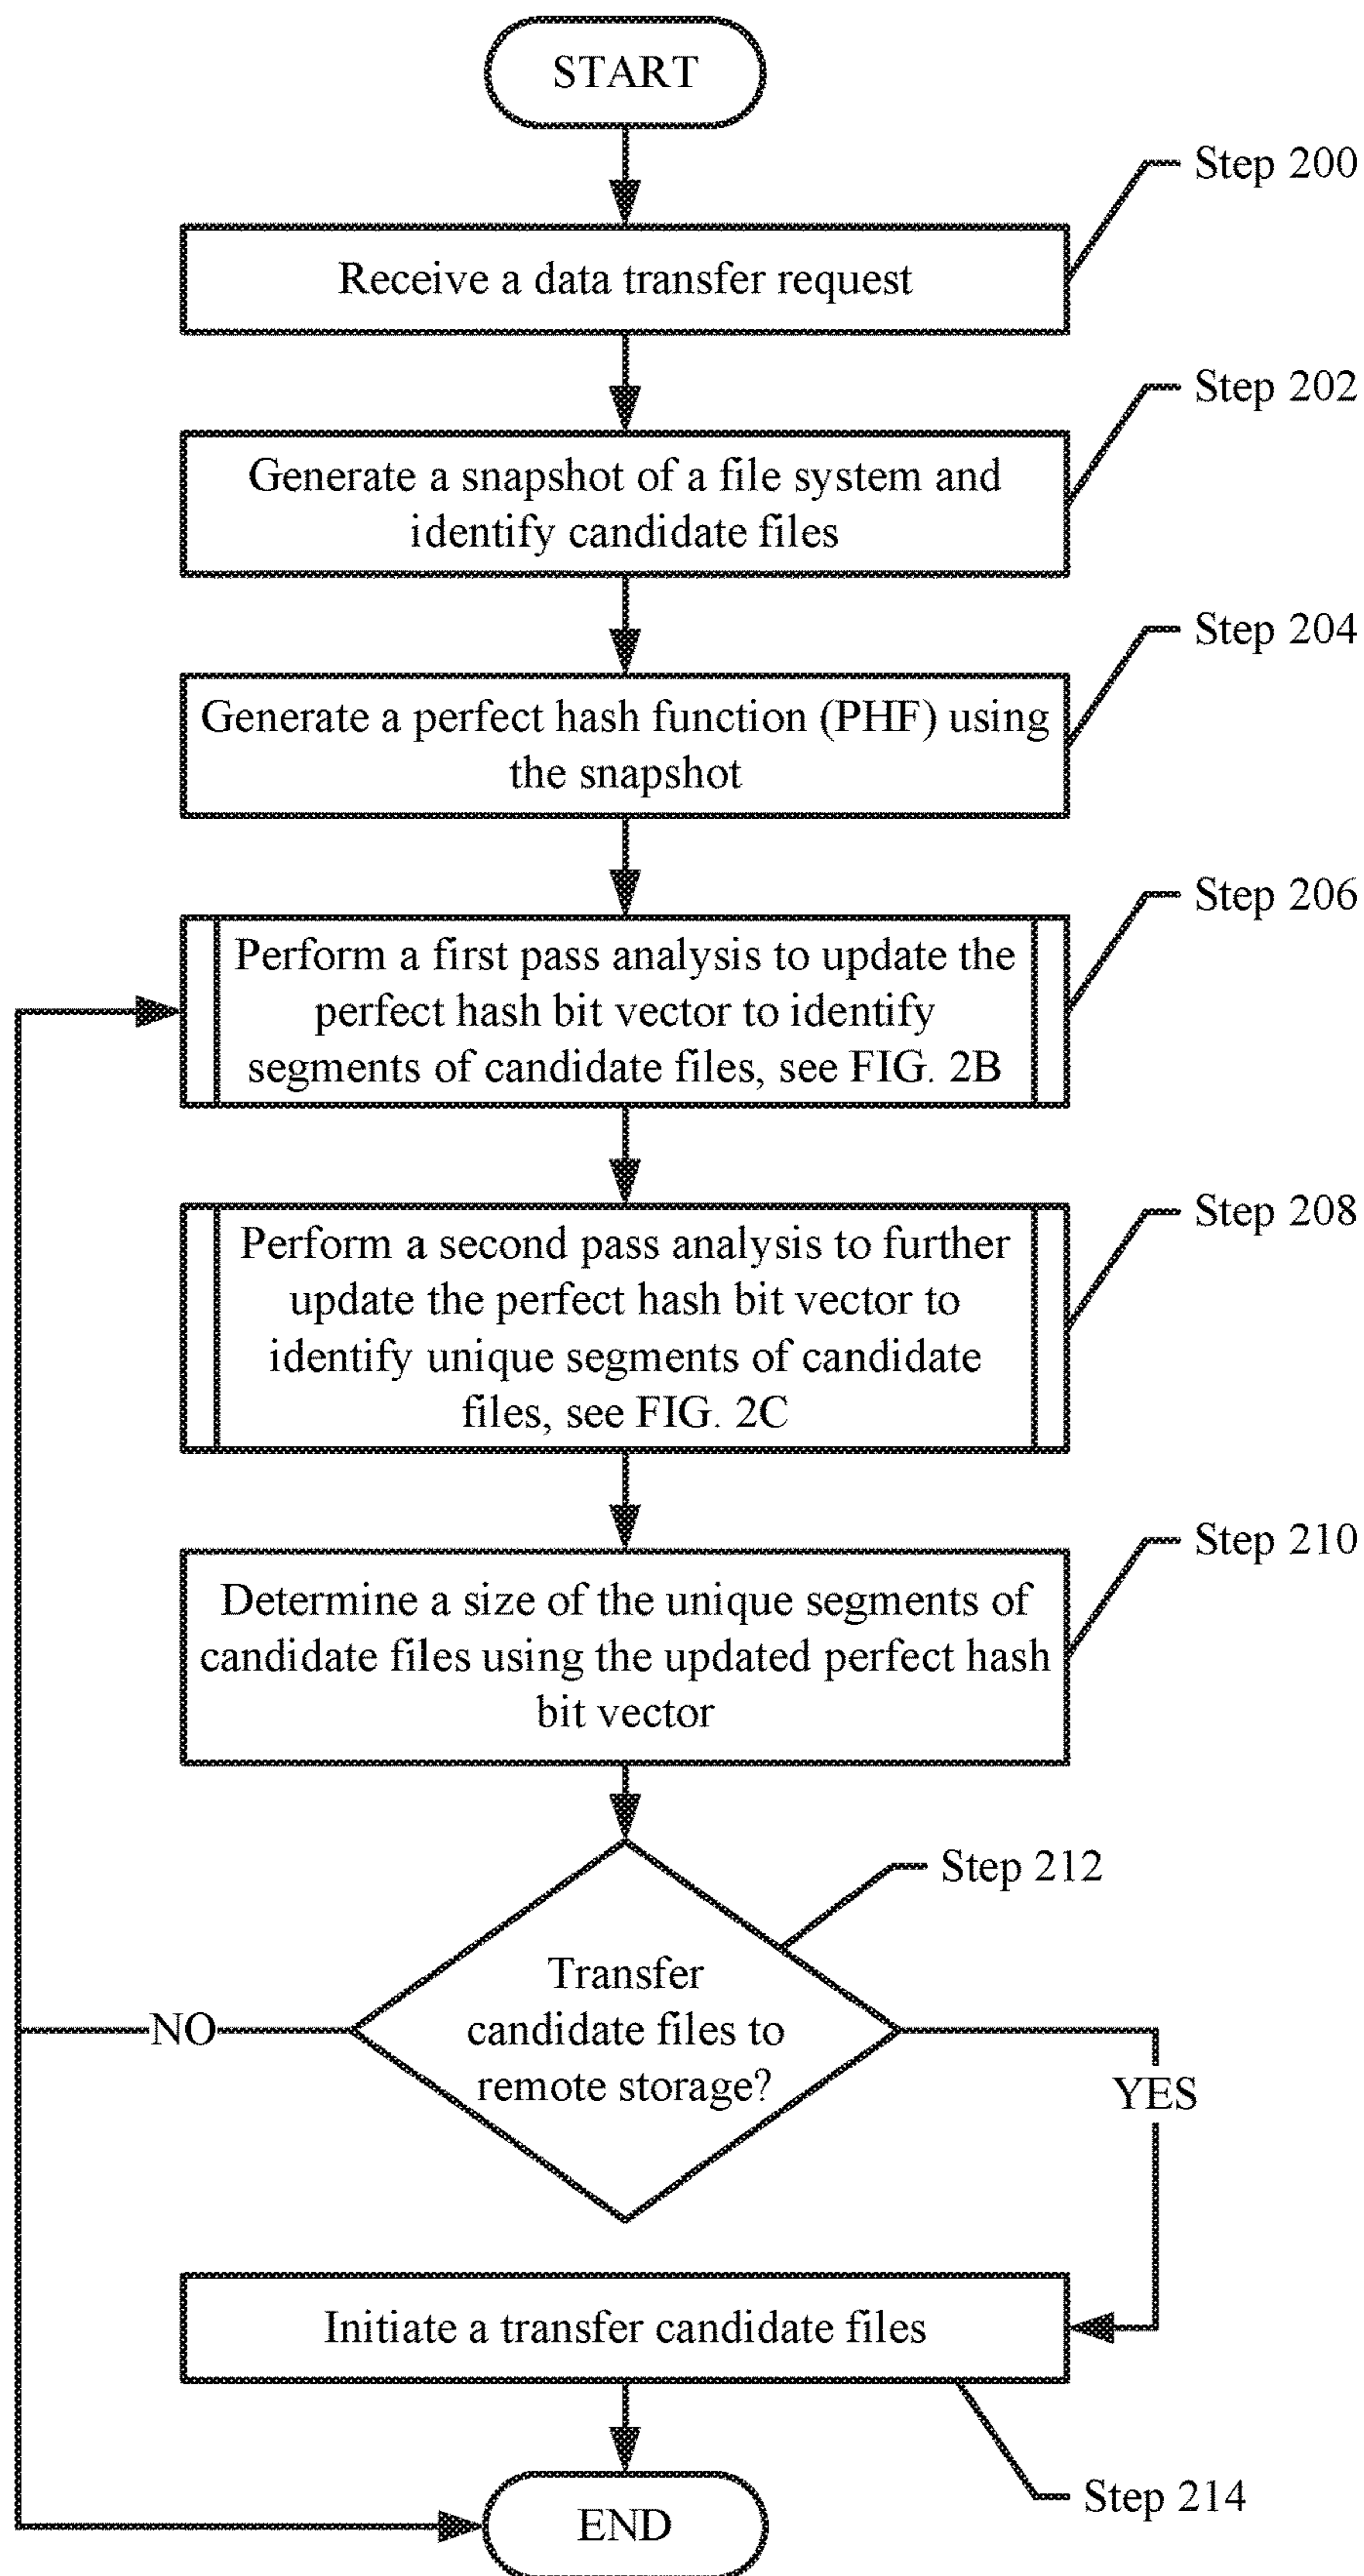 START
Step 200
Receive a data transfer request
Step 202
Generate a snapshot of a file system and
identify candidate files
Step 204
Generate a perfect hash function (PHF) using
the snapshot
Step 206
Perform a first pass analysis to update the
perfect hash bit vector to identify
segments of candidate files, see FIG. 2B
Step 208
Perform a second pass analysis to further
update the perfect hash bit vector to
identify unique segments of candidate
files, see FIG. 2C
Step 210
Determine a size of the unique segments of
candidate files using the updated perfect hash
bit vector
Step 212
Transfer
candidate files to
remote storage?
NO
YES
Initiate a transfer candidate files
Step 214
END